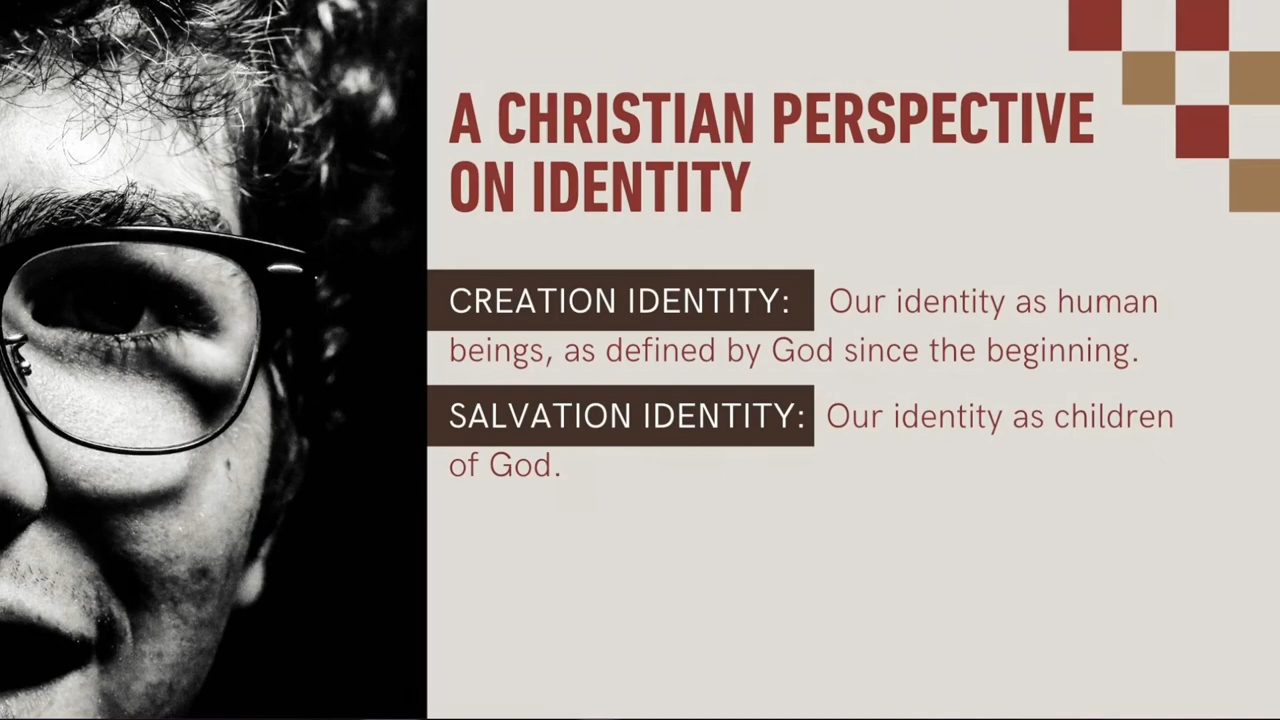 A CHRISTIAN PERSPECTIVE
ON IDENTITY
CREATION IDENTITY: Our identity as human
beings, as defined by God since the beginning.
SALVATION IDENTITY: Our identity as children
of God.